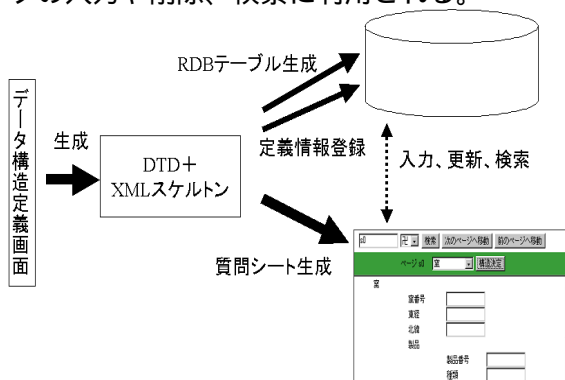 タの入力や削除、検索に利用される。
RDBテーブル生成
データ構造定義画面
生成
DTD＋
XMLスケルトン
定義情報登録
入力、更新、検索
質問シート生成
検索 次のページへ移動 前のページへ移動
ページid 窯 構造決定
窯
窯番号
東経
北緯
製品
製品番号
種類